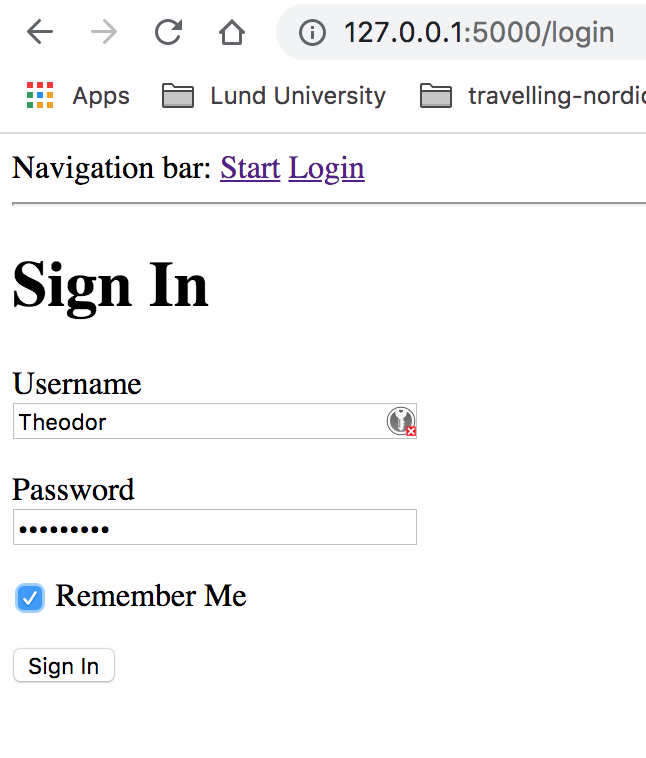 127.0.0.1:5000/login
Apps Lund University travelling-nordic
Navigation bar: Start Login
Sign In
Username
Theodor
Password
•••••••••
Remember Me
Sign In